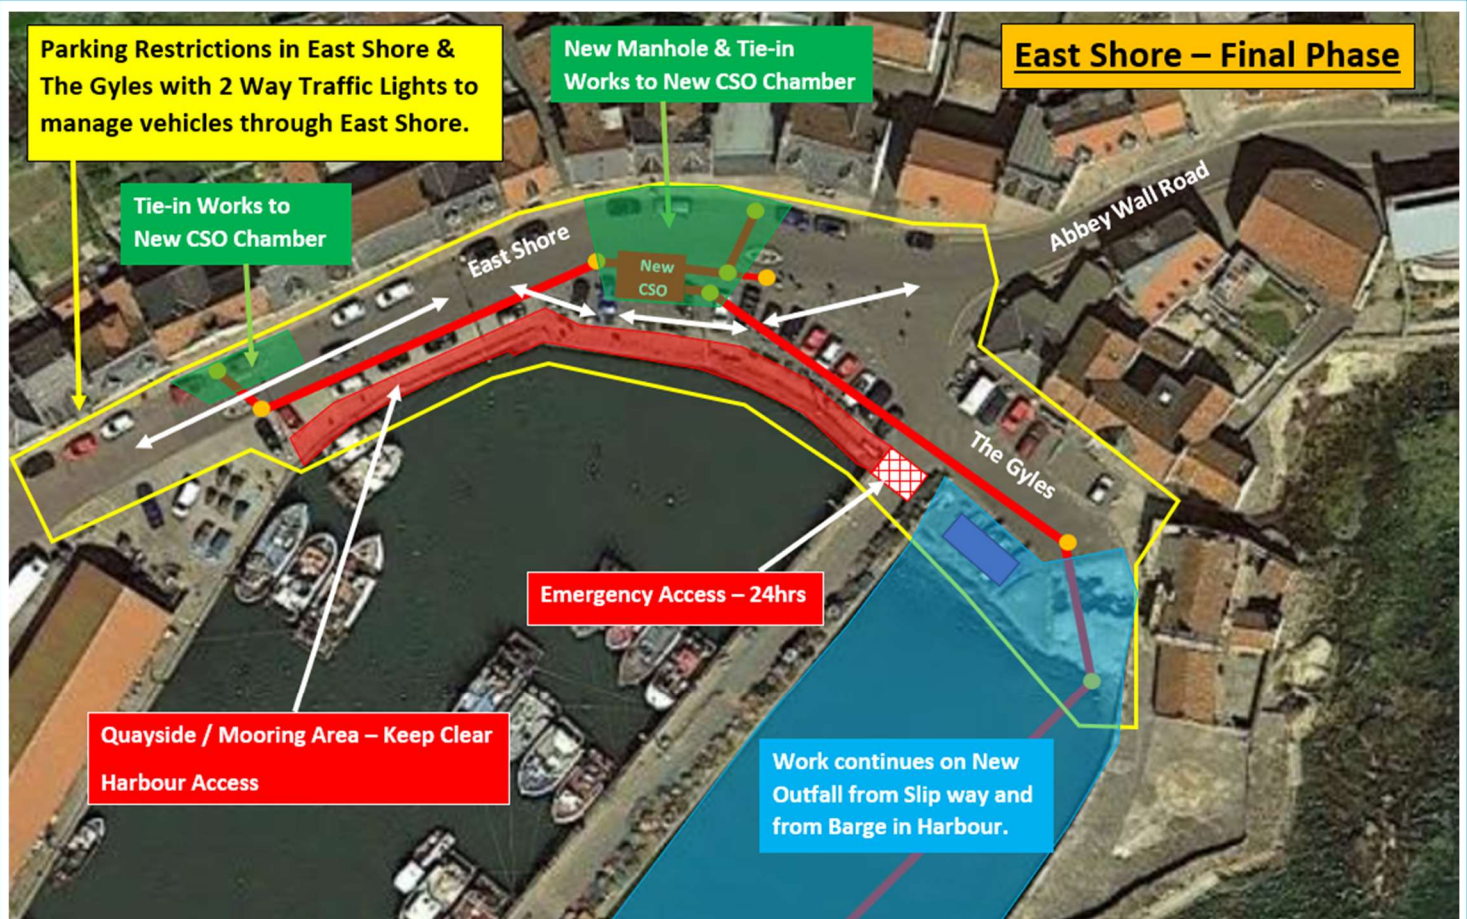 Parking Restrictions in East Shore &
The Gyles with 2 Way Traffic Lights to
manage vehicles through East Shore.
New Manhole & Tie-in
Works to New CSO Chamber
East Shore – Final Phase
Tie-in Works to
New CSO Chamber
East Shore
Abbey Wall Road
New
CSO
The Gyles
Emergency Access – 24hrs
Quayside / Mooring Area – Keep Clear
Harbour Access
Work continues on New
Outfall from Slip way and
from Barge in Harbour.